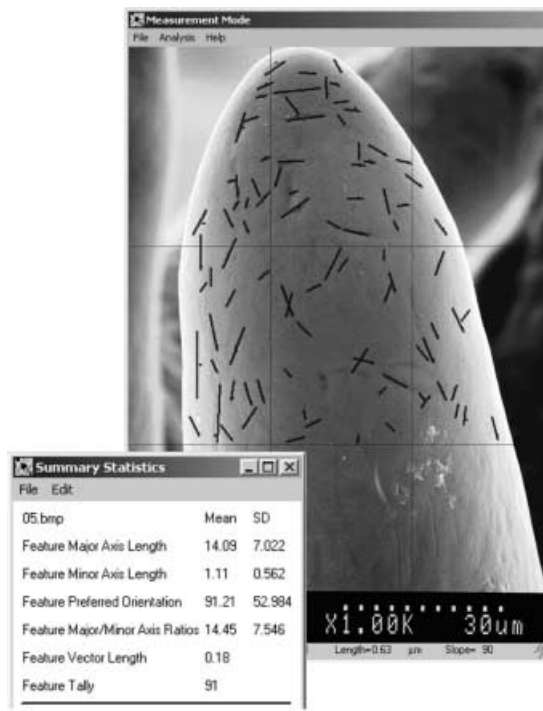 Measurement Mode
File Analysis Help
Summary Statistics
File Edit
05.bmp Mean SD
Feature Major Axis Length 14.09 7.022
Feature Minor Axis Length 1.11 0.562
Feature Preferred Orientation 91.21 52.984
Feature Major/Minor Axis Ratios 14.45 7.546
Feature Vector Length 0.18
Feature Tally 91
X1.00K 30um
Length=0.63 µm Slope= 90